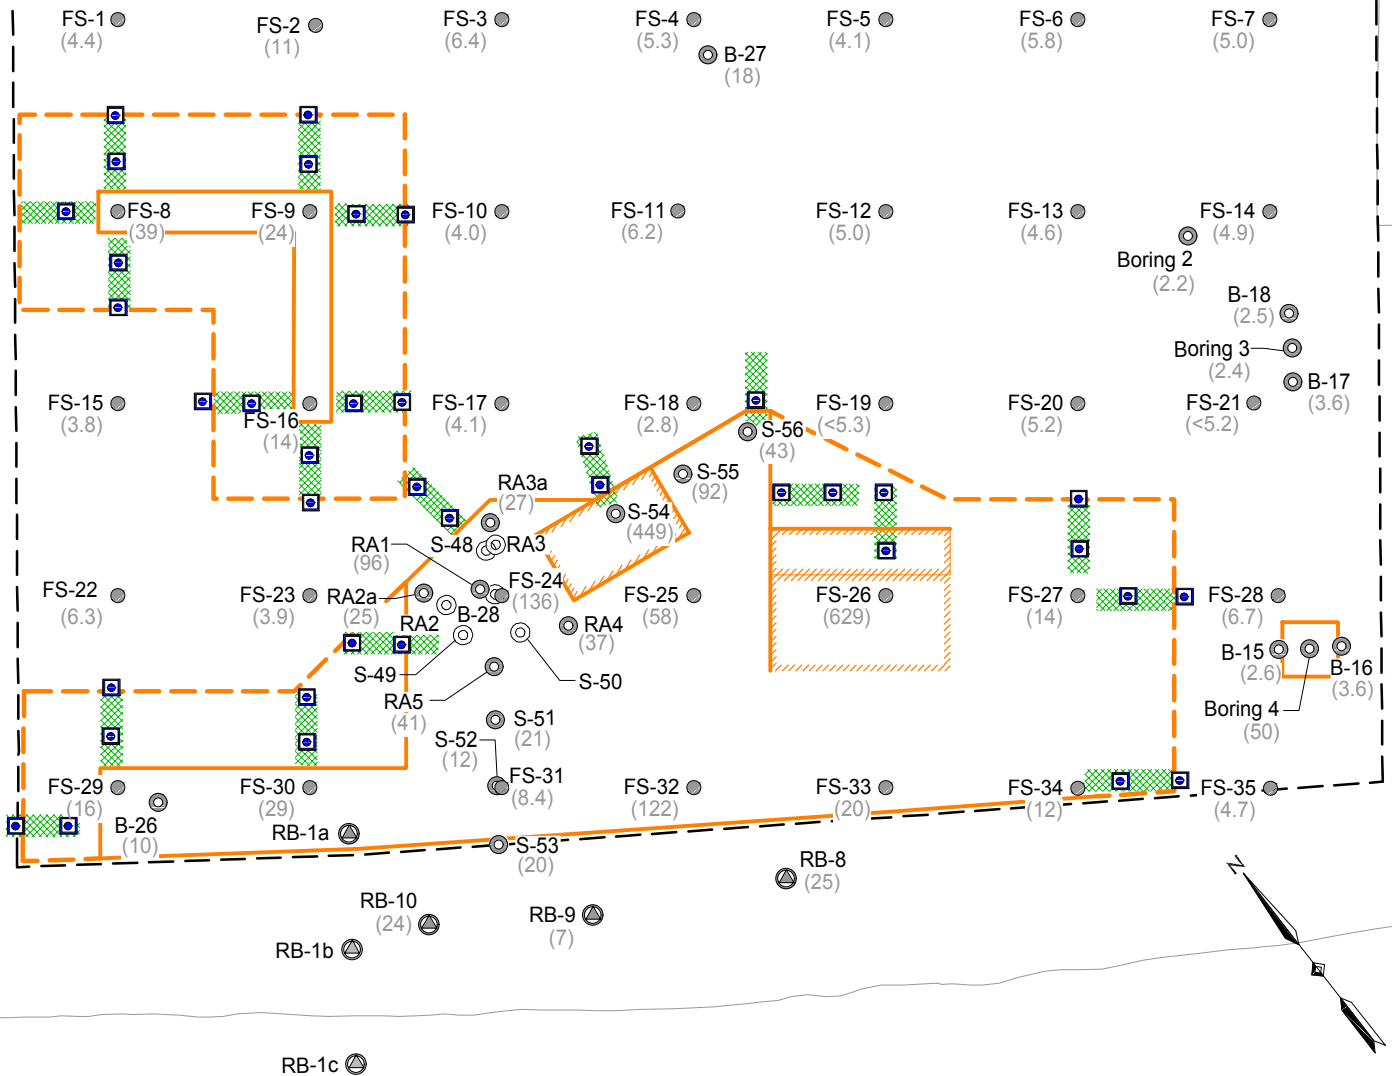 FS-1
(4.4)
FS-2
(11)
FS-3
(6.4)
FS-4
(5.3)
FS-5
(4.1)
FS-6
(5.8)
FS-7
(5.0)
B-27
(18)
FS-8
(39)
FS-9
(24)
FS-10
(4.0)
FS-11
(6.2)
FS-12
(5.0)
FS-13
(4.6)
FS-14
(4.9)
Boring 2
(2.2)
B-18
(2.5)
Boring 3
(2.4)
B-17
(3.6)
FS-15
(3.8)
FS-16
(14)
FS-17
(4.1)
FS-18
(2.8)
FS-19
(<5.3)
FS-20
(5.2)
FS-21
(<5.2)
S-56
(43)
S-55
(92)
RA3a
(27)
S-54
(449)
RA1
(96)
S-48
RA3
FS-22
(6.3)
FS-23
(3.9)
RA2a
(25)
RA2
B-28
FS-24
(136)
FS-25
(58)
FS-26
(629)
FS-27
(14)
FS-28
(6.7)
RA4
(37)
S-49
S-50
B-15
(2.6)
B-16
(3.6)
Boring 4
(50)
RA5
(41)
S-51
(21)
S-52
(12)
FS-29
(16)
FS-30
(29)
FS-31
(8.4)
FS-32
(122)
FS-33
(20)
FS-34
(12)
FS-35
(4.7)
B-26
(10)
RB-1a
S-53
(20)
RB-8
(25)
RB-10
(24)
RB-9
(7)
RB-1b
RB-1c
N